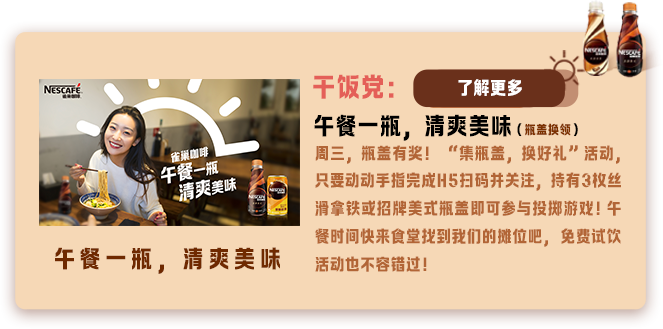 NESCAFÉ
雀巢咖啡
雀巢咖啡
午餐一瓶
清爽美味
午餐一瓶，清爽美味
干饭党：
了解更多
午餐一瓶，清爽美味（瓶盖换领）
周三，瓶盖有奖！“集瓶盖，换好礼”活动，
只要动动手指完成H5扫码并关注，持有3枚丝
滑拿铁或招牌美式瓶盖即可参与投掷游戏！午
餐时间快来食堂找到我们的摊位吧，免费试饮
活动也不容错过！
NESCAFÉ
NESCAFÉ